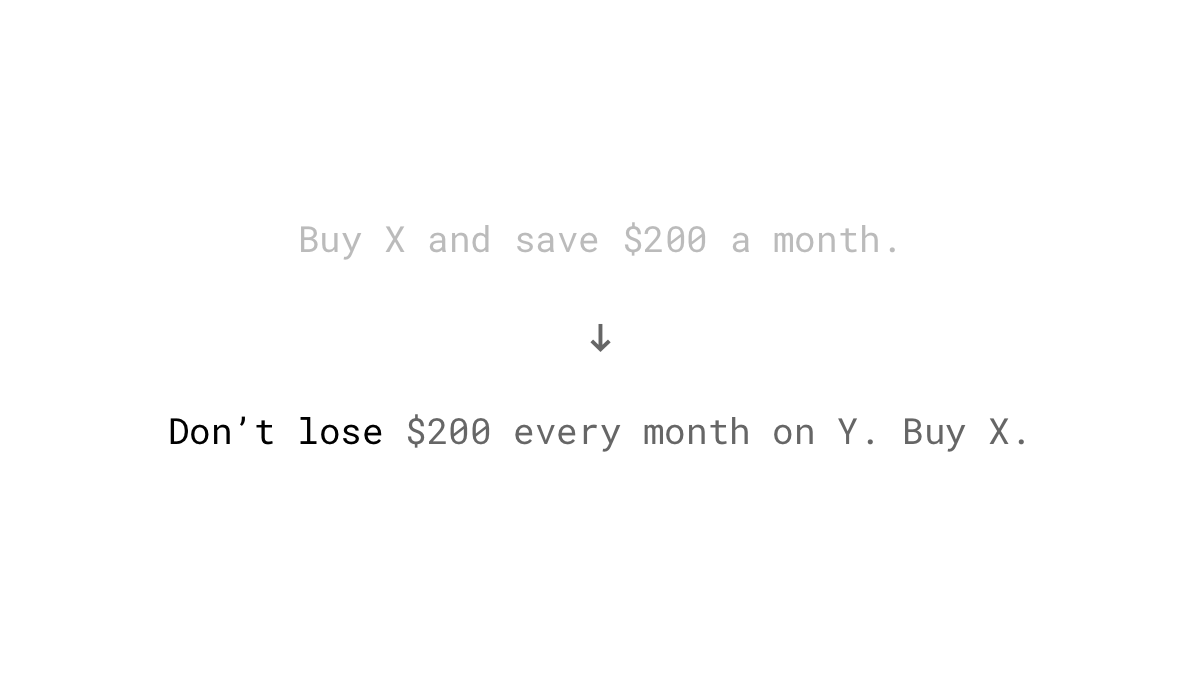 Buy X and save $200 a month.
↓
Don’t lose $200 every month on Y. Buy X.